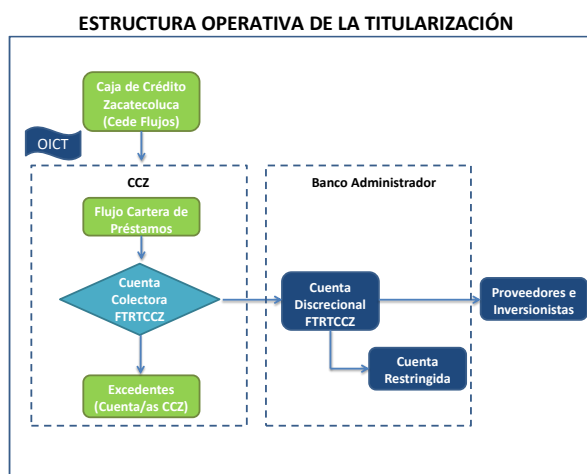 ESTRUCTURA OPERATIVA DE LA TITULARIZACIÓN
Caja de Crédito
Zacatecoluca
(Cede Flujos)
OICT
CCZ
Banco Administrador
Flujo Cartera de
Préstamos
Cuenta
Colectora
FTRTCCZ
Cuenta
Discrecional
FTRTCCZ
Proveedores e
Inversionistas
Cuenta
Restringida
Excedentes
(Cuenta/as CCZ)